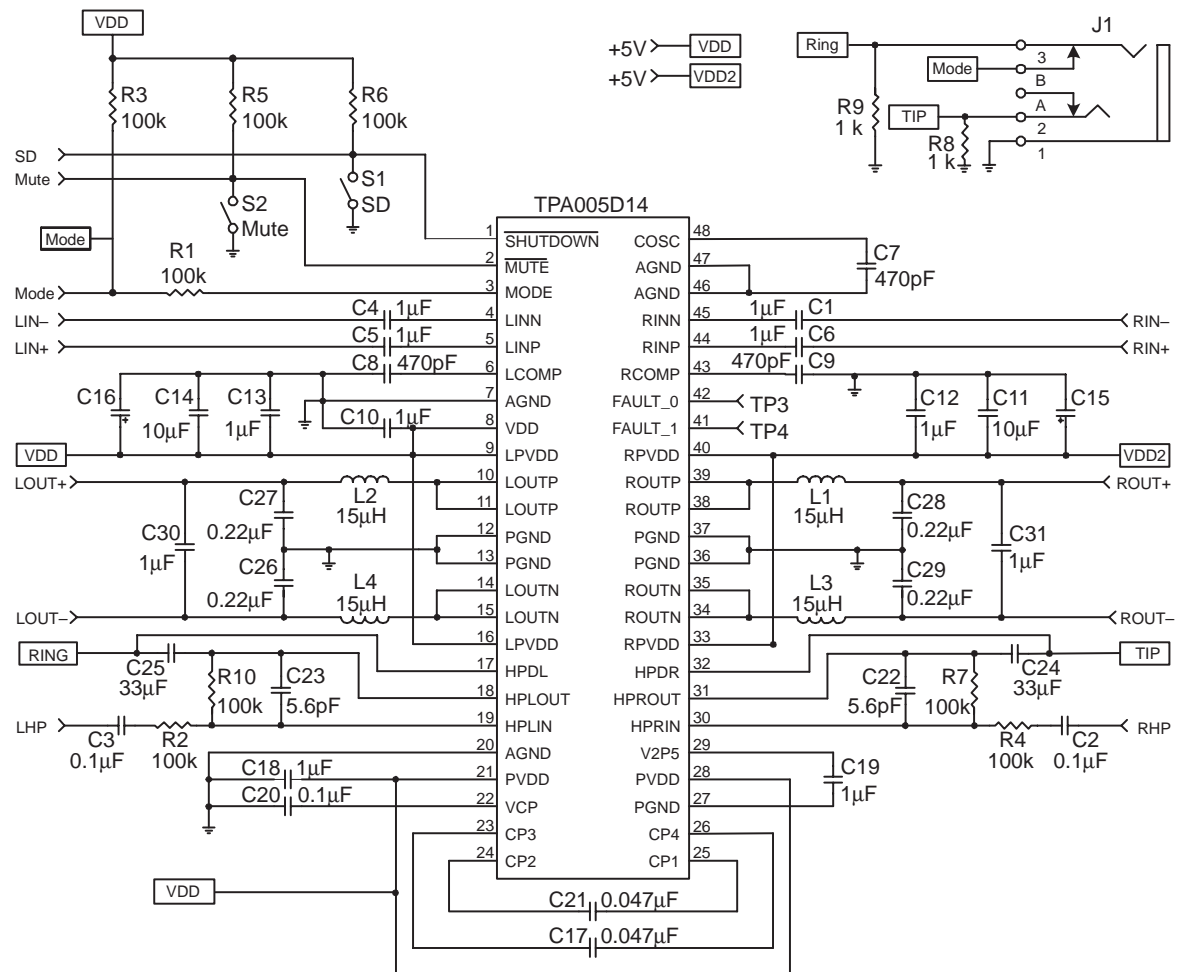 VDD
R3
100k
R5
100k
R6
100k
+5V VDD
+5V VDD2
Ring
Mode
TIP
R9
1 k
R8
1 k
J1
3
B
A
2
1
SD
Mute
S1
SD
S2
Mute
Mode
R1
100k
Mode
TPA005D14
1 SHUTDOWN
2 MUTE
3 MODE
4 LINN
5 LINP
6 LCOMP
7 AGND
8 VDD
9 LPVDD
10 LOUTP
11 LOUTP
12 PGND
13 PGND
14 LOUTN
15 LOUTN
16 LPVDD
17 HPDL
18 HPLOUT
19 HPLIN
20 AGND
21 PVDD
22 VCP
23 CP3
24 CP2
COSC 48
AGND 47
AGND 46
RINN 45
RINP 44
RCOMP 43
FAULT_0 42
FAULT_1 41
RPVDD 40
ROUTP 39
ROUTP 38
PGND 37
PGND 36
ROUTN 35
ROUTN 34
RPVDD 33
HPDR 32
HPROUT 31
HPRIN 30
V2P5 29
PVDD 28
PGND 27
CP4 26
CP1 25
LIN–
C4 1μF
LIN+
C5 1μF
C8 470pF
C16
C14
10μF
C13
1μF
C10 1μF
VDD
LOUT+
C30
1μF
C27
0.22μF
L2
15μH
C26
0.22μF
L4
15μH
LOUT–
RING
C25
33μF
R10
100k
C23
5.6pF
LHP
C3
0.1μF
R2
100k
C18 1μF
C20 0.1μF
VDD
C21 0.047μF
C17 0.047μF
C7
470pF
1μF C1
RIN–
1μF C6
RIN+
470pF C9
TP3
TP4
C12
1μF
C11
10μF
C15
VDD2
ROUT+
L1
15μH
C28
0.22μF
C31
1μF
C29
0.22μF
L3
15μH
ROUT–
TIP
C24
33μF
C22
5.6pF
R7
100k
R4
100k
C2
0.1μF
RHP
C19
1μF